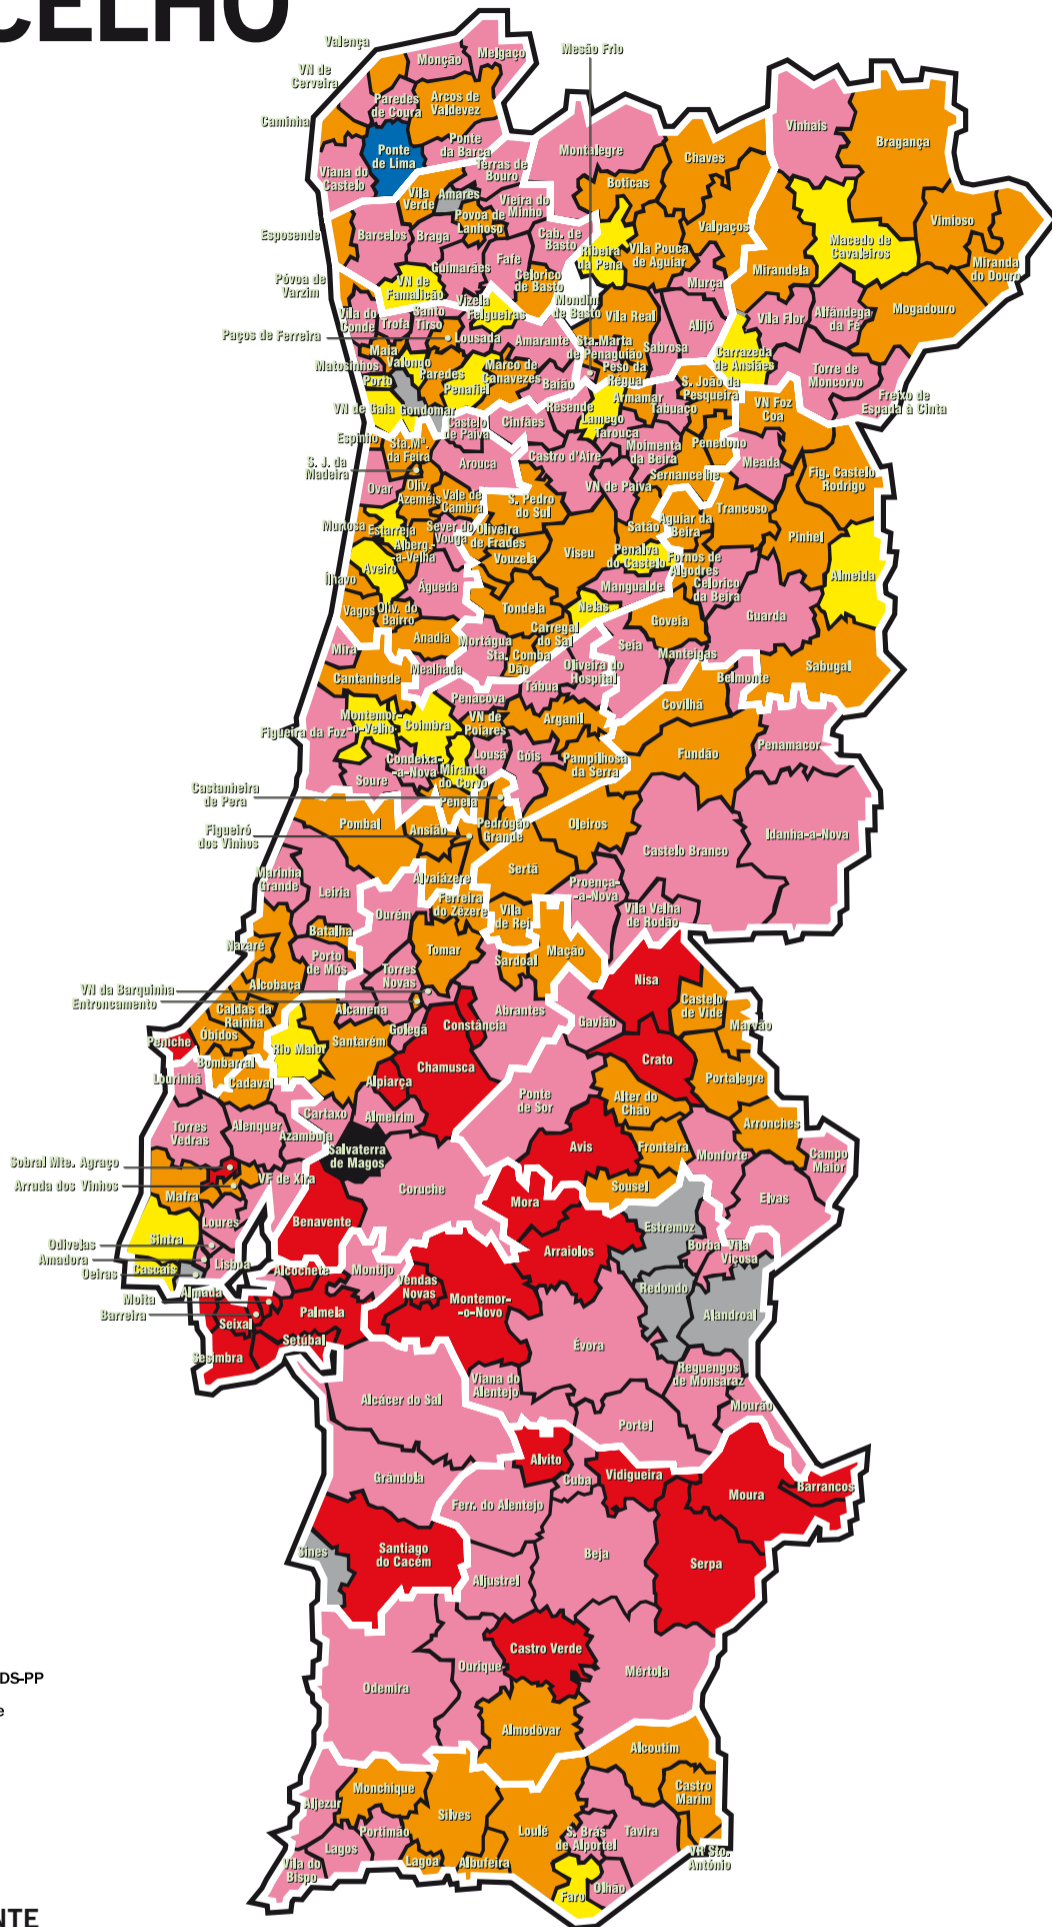 CELHO
Valença
Monção
Melgaço
Mesão Frio
VN de
Cerveira
Paredes
de Coura
Arcos de
Valdevez
Caminha
Ponte
de Lima
Ponte
da Barca
Viana do
Castelo
Terras de
Bouro
Montalegre
Chaves
Vinhais
Bragança
Vila
Verde
Amares
Vieira do
Minho
Boticas
Póvoa de
Lanhoso
Esposende
Barcelos
Braga
Cab. de
Basto
Ribeira
da Pena
Vila Pouca
de Aguiar
Valpaços
Macedo de
Cavaleiros
Vimioso
Miranda
do Douro
Mirandela
Guimarães
Fafe
Celorico
de Basto
Póvoa de
Varzim
VN de
Famalicão
Mondim
de Basto
Murça
Mogadouro
Vila do
Conde
Trofa
Santo
Tirso
Vizela
Felgueiras
Vila Real
Alijó
Vila Flor
Alfândega
da Fé
Paços de Ferreira
Lousada
Amarante
Sta. Marta
de Penaguião
Sabrosa
Carrazeda
de Ansiães
Torre de
Moncorvo
Matosinhos
Maia
Valongo
Paredes
Penafiel
Marco de
Canavezes
Baião
Peso da
Régua
S. João da
Pesqueira
Freixo de
Espada à Cinta
Porto
VN de Gaia
Gondomar
Castelo
de Paiva
Cinfães
Resende
Lamego
Armamar
Tabuaço
VN Foz
Coa
Espinho
Sta. Mª.
da Feira
Arouca
Castro d'Aire
Tarouca
Moimenta
da Beira
Penedono
Meada
S. J. da
Madeira
Ovar
Oliv.
Azeméis
Vale de
Cambra
S. Pedro
do Sul
VN de Paiva
Sernancelhe
Fig. Castelo
Rodrigo
Murtosa
Estarreja
Sever do
Vouga
Oliveira
de Frades
Vouzela
Viseu
Satão
Aguiar da
Beira
Trancoso
Pinhel
Alberg.-
-a-Velha
Penalva
do Castelo
Fornos de
Algodres
Almeida
Ílhavo
Aveiro
Águeda
Mangualde
Celorico
da Beira
Vagos
Oliv. do
Bairro
Tondela
Nelas
Goveia
Guarda
Anadia
Carregal
do Sal
Mira
Mortágua
Sta. Comba
Dão
Seia
Manteigas
Cantanhede
Mealhada
Oliveira do
Hospital
Belmonte
Sabugal
Penacova
Tábua
Covilhã
Figueira da Foz
Montemor-
-o-Velho
Coimbra
VN de
Poiares
Arganil
Fundão
Penamacor
Lousã
Góis
Pampilhosa
da Serra
Soure
Condeixa-
-a-Nova
Miranda
do Corvo
Castanheira
de Pera
Penela
Figueiró
dos Vinhos
Pombal
Ansião
Pedrógão
Grande
Oleiros
Castelo Branco
Idanha-a-Nova
Marinha
Grande
Leiria
Alvaiázere
Sertã
Proença-
-a-Nova
Ourém
Ferreira
do Zêzere
Vila
de Rei
Vila Velha
de Rodão
Nazaré
Batalha
Porto
de Mós
Tomar
Sardoal
Mação
Alcobaça
Torres
Novas
Nisa
VN da Barquinha
Entroncamento
Caldas da
Rainha
Alcanena
Golegã
Constância
Abrantes
Gavião
Castelo
de Vide
Marvão
Peniche
Óbidos
Rio Maior
Santarém
Crato
Bombarral
Chamusca
Portalegre
Lourinhã
Cadaval
Alpiarça
Ponte
de Sor
Alter do
Chão
Torres
Vedras
Alenquer
Cartaxo
Almeirim
Arronches
Azambuja
Salvaterra
de Magos
Avis
Fronteira
Monforte
Campo
Maior
Sobral Mte. Agraço
Arruda dos Vinhos
VF de Xira
Coruche
Sousel
Elvas
Mafra
Benavente
Mora
Estremoz
Sintra
Loures
Arraiolos
Borba
Vila
Viçosa
Odivelas
Amadora
Oeiras
Cascais
Lisboa
Alcochete
Montijo
Vendas
Novas
Redondo
Alandroal
Moita
Barreira
Almada
Seixal
Palmela
Montemor-
-o-Novo
Setúbal
Évora
Sesimbra
Reguengos
de Monsaraz
Alcácer do Sal
Viana do
Alentejo
Mourão
Portel
Grândola
Alvito
Cuba
Vidigueira
Moura
Barrancos
Ferr. do Alentejo
Sines
Santiago
do Cacém
Beja
Serpa
Aljustrel
Castro Verde
Ourique
Mértola
DS-PP
Odemira
e
Almodôvar
Alcoutim
Monchique
Castro
Marim
Aljezur
Silves
Portimão
Loulé
S. Brás
de Alportel
Tavira
Lagos
Lagoa
Albufeira
VR Sto.
António
Vila do
Bispo
Faro
Olhão
NTE